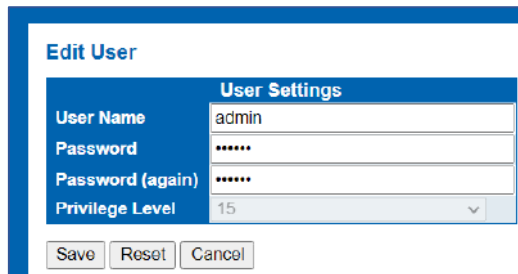 Edit User
User Settings
User Name admin
Password ••••••
Password (again) ••••••
Privilege Level 15
Save Reset Cancel